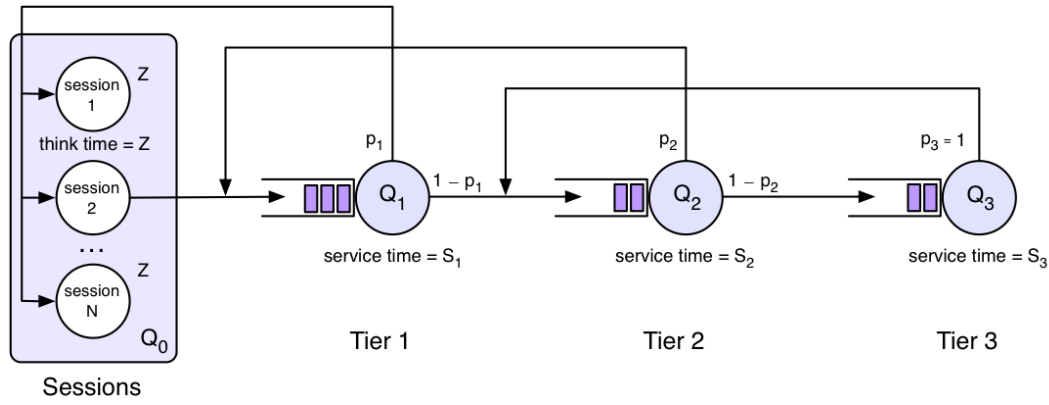 session
1
Z
think time = Z
session
2
...
Z
session
N
Q₀
Sessions
p₁
Q₁
1 – p₁
service time = S₁
Tier 1
p₂
Q₂
1 – p₂
service time = S₂
Tier 2
p₃ = 1
Q₃
service time = S₃
Tier 3